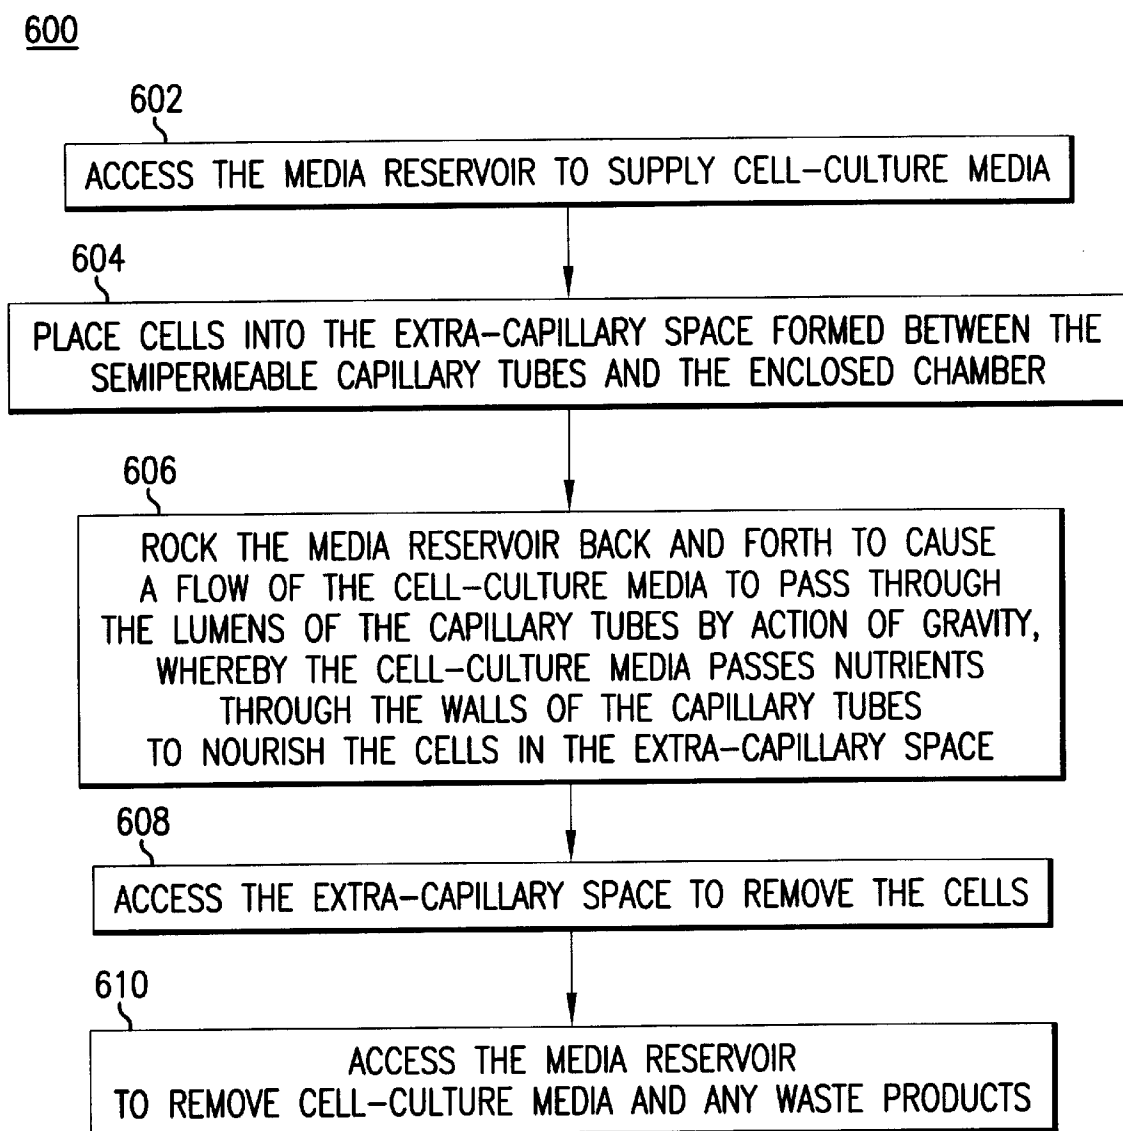 600
602
ACCESS THE MEDIA RESERVOIR TO SUPPLY CELL-CULTURE MEDIA
604
PLACE CELLS INTO THE EXTRA-CAPILLARY SPACE FORMED BETWEEN THE
SEMIPERMEABLE CAPILLARY TUBES AND THE ENCLOSED CHAMBER
606
ROCK THE MEDIA RESERVOIR BACK AND FORTH TO CAUSE
A FLOW OF THE CELL-CULTURE MEDIA TO PASS THROUGH
THE LUMENS OF THE CAPILLARY TUBES BY ACTION OF GRAVITY,
WHEREBY THE CELL-CULTURE MEDIA PASSES NUTRIENTS
THROUGH THE WALLS OF THE CAPILLARY TUBES
TO NOURISH THE CELLS IN THE EXTRA-CAPILLARY SPACE
608
ACCESS THE EXTRA-CAPILLARY SPACE TO REMOVE THE CELLS
610
ACCESS THE MEDIA RESERVOIR
TO REMOVE CELL-CULTURE MEDIA AND ANY WASTE PRODUCTS